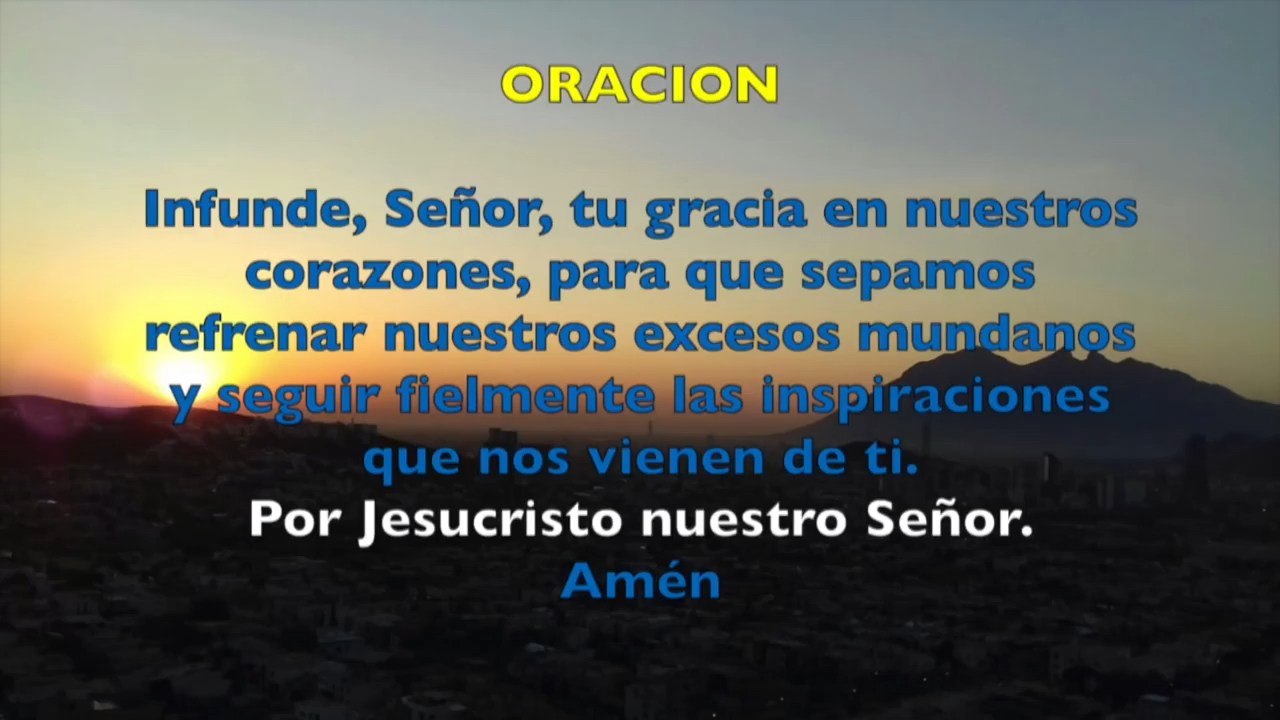 ORACION
Infunde, Señor, tu gracia en nuestros
corazones, para que sepamos
refrenar nuestros excesos mundanos
y seguir fielmente las inspiraciones
que nos vienen de ti.
Por Jesucristo nuestro Señor.
Amén